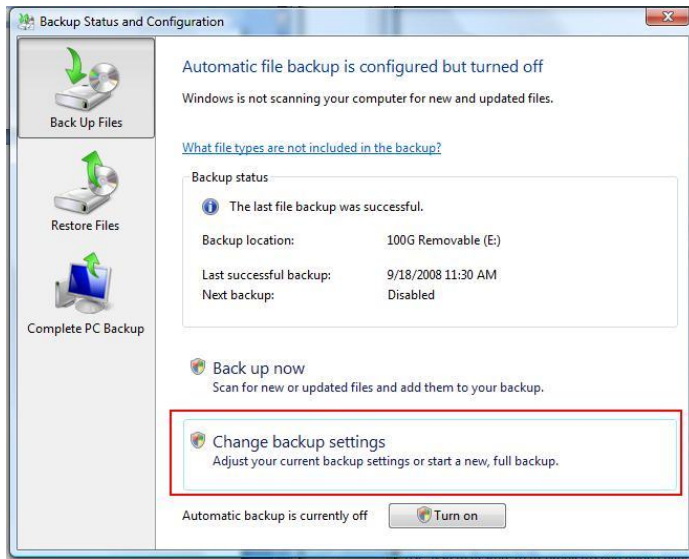 Backup Status and Configuration
Back Up Files
Restore Files
Complete PC Backup
Automatic file backup is configured but turned off
Windows is not scanning your computer for new and updated files.
What file types are not included in the backup?
Backup status
The last file backup was successful.
Backup location: 100G Removable (E:)
Last successful backup: 9/18/2008 11:30 AM
Next backup: Disabled
Back up now
Scan for new or updated files and add them to your backup.
Change backup settings
Adjust your current backup settings or start a new, full backup.
Automatic backup is currently off Turn on